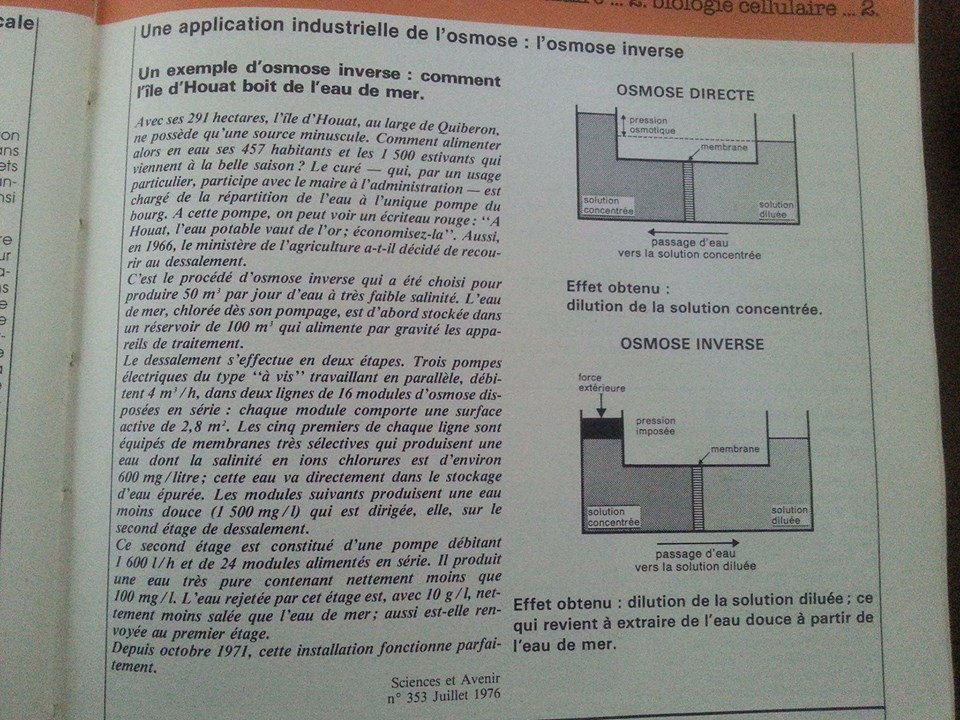 biologie cellulaire ... 2.
cale
Une application industrielle de l'osmose : l'osmose inverse
Un exemple d'osmose inverse : comment
l'île d'Houat boit de l'eau de mer.
Avec ses 291 hectares, l'île d'Houat, au large de Quiberon,
ne possède qu'une source minuscule. Comment alimenter
alors en eau ses 457 habitants et les 1 500 estivants qui
viennent à la belle saison ? Le curé — qui, par un usage
particulier, participe avec le maire à l'administration — est
chargé de la répartition de l'eau à l'unique pompe du
bourg. A cette pompe, on peut voir un écriteau rouge : “A
Houat, l'eau potable vaut de l'or ; économisez-la”. Aussi,
en 1966, le ministère de l'agriculture a-t-il décidé de recou-
rir au dessalement.
C'est le procédé d'osmose inverse qui a été choisi pour
produire 50 m³ par jour d'eau à très faible salinité. L'eau
de mer, chlorée dès son pompage, est d'abord stockée dans
un réservoir de 100 m³ qui alimente par gravité les appa-
reils de traitement.
Le dessalement s'effectue en deux étapes. Trois pompes
électriques du type “à vis” travaillant en parallèle, débi-
tent 4 m³/h, dans deux lignes de 16 modules d'osmose dis-
posées en série : chaque module comporte une surface
active de 2,8 m². Les cinq premiers de chaque ligne sont
équipés de membranes très sélectives qui produisent une
eau dont la salinité en ions chlorures est d'environ
600 mg/litre ; cette eau va directement dans le stockage
d'eau épurée. Les modules suivants produisent une eau
moins douce (1 500 mg/l) qui est dirigée, elle, sur le
second étage de dessalement.
Ce second étage est constitué d'une pompe débitant
1 600 l/h et de 24 modules alimentés en série. Il produit
une eau très pure contenant nettement moins que
100 mg/l. L'eau rejetée par cet étage est, avec 10 g/l, net-
tement moins salée que l'eau de mer ; aussi est-elle ren-
voyée au premier étage.
Depuis octobre 1971, cette installation fonctionne parfai-
tement.
Sciences et Avenir
n° 353 Juillet 1976
OSMOSE DIRECTE
pression
osmotique
membrane
solution
concentrée
solution
diluée
passage d'eau
vers la solution concentrée
Effet obtenu :
dilution de la solution concentrée.
OSMOSE INVERSE
force
extérieure
pression
imposée
membrane
solution
concentrée
solution
diluée
passage d'eau
vers la solution diluée
Effet obtenu : dilution de la solution diluée ; ce
qui revient à extraire de l'eau douce à partir de
l'eau de mer.